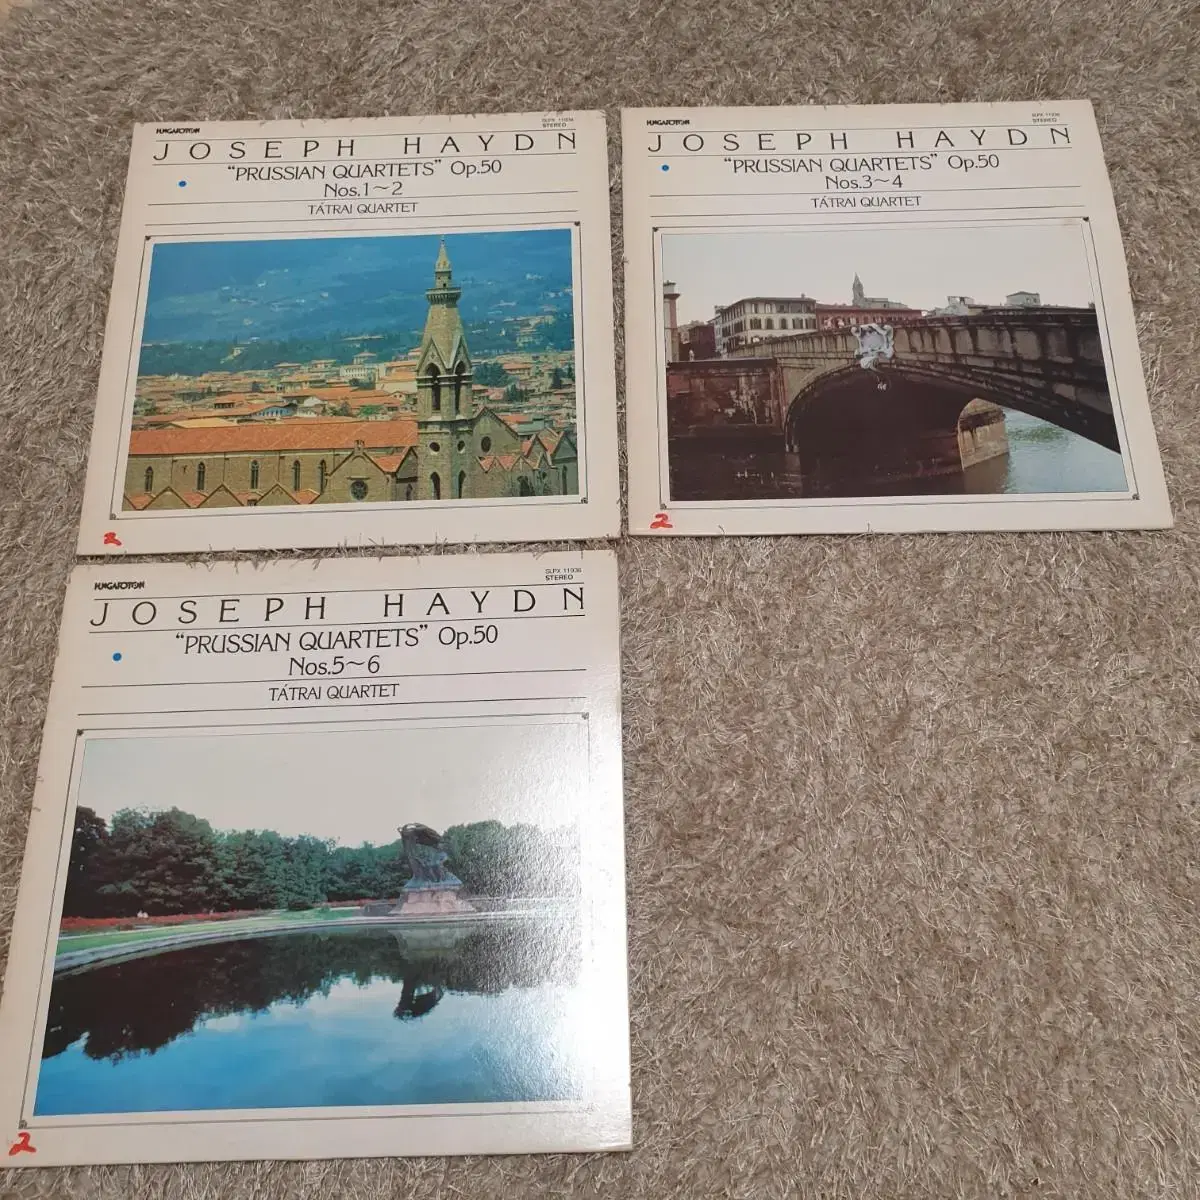 HUNGAROTON
STEREO
JOSEPH HAYDN
“PRUSSIAN QUARTETS” Op.50
Nos.1~2
TÁTRAI QUARTET
2
HUNGAROTON
STEREO
JOSEPH HAYDN
“PRUSSIAN QUARTETS” Op.50
Nos.3~4
TÁTRAI QUARTET
2
HUNGAROTON
SLPX 11936
STEREO
JOSEPH HAYDN
“PRUSSIAN QUARTETS” Op.50
Nos.5~6
TÁTRAI QUARTET
2